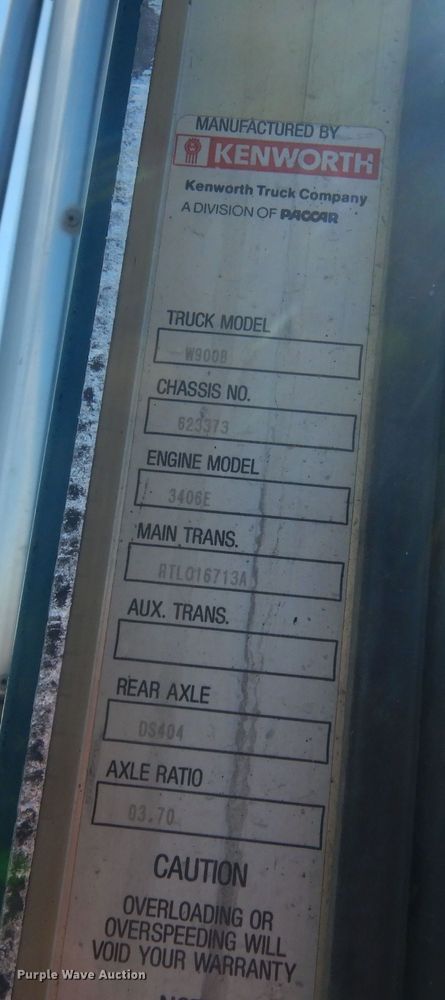 MANUFACTURED BY
KENWORTH
Kenworth Truck Company
A DIVISION OF PACCAR
TRUCK MODEL
W900B
CHASSIS NO.
623373
ENGINE MODEL
3406E
MAIN TRANS.
RTLO16713A
AUX. TRANS.
REAR AXLE
DS404
AXLE RATIO
03.70
CAUTION
OVERLOADING OR
OVERSPEEDING WILL
VOID YOUR WARRANTY
Purple Wave Auction